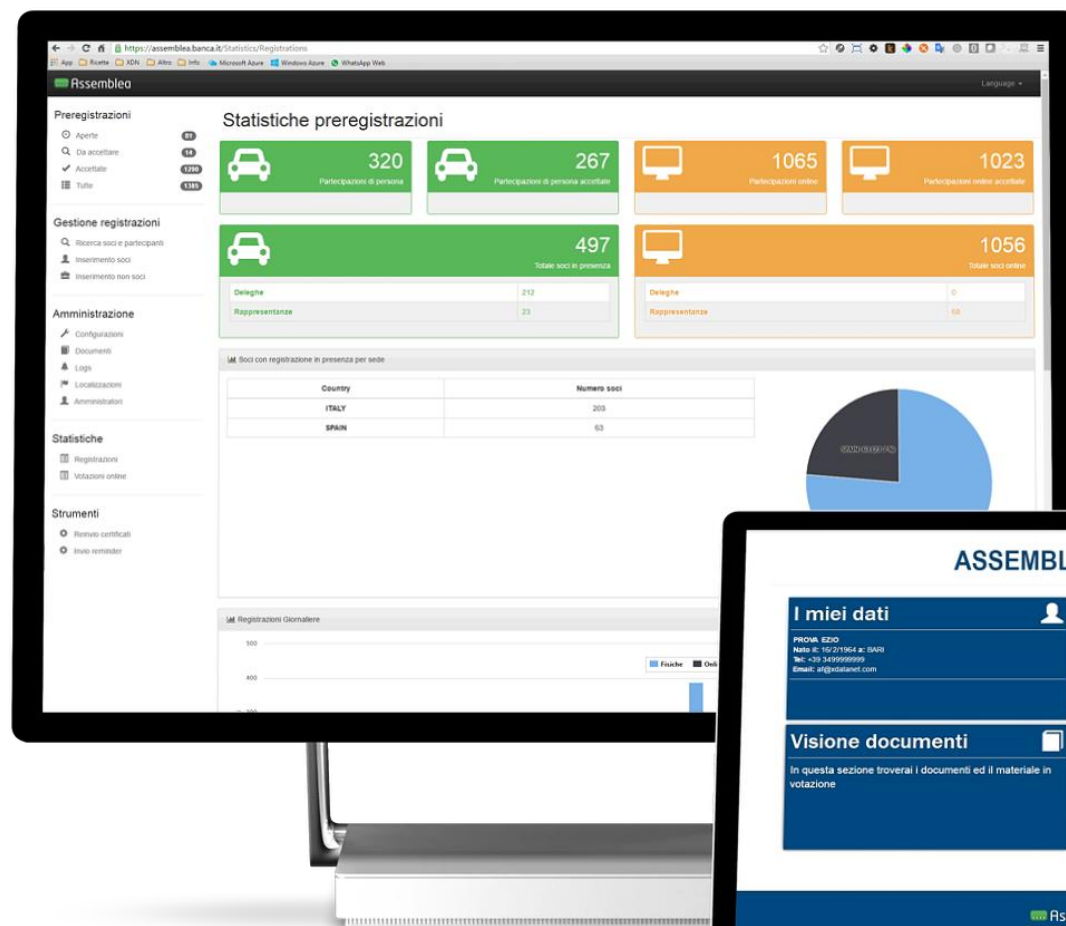 https://assemblea.banca.it/Statistics/Registrations
App Ricette XDN Altro Info Microsoft Azure Windows Azure WhatsApp Web
Assemblea
Language
Preregistrazioni
Aperte 81
Da accettare 14
Accettate 1290
Tutte 1385
Gestione registrazioni
Ricerca soci e partecipanti
Inserimento soci
Inserimento non soci
Amministrazione
Configurazioni
Documenti
Logs
Localizzazioni
Amministratori
Statistiche
Registrazioni
Votazioni online
Strumenti
Reinvio certificati
Invio reminder
Statistiche preregistrazioni
320
Partecipazioni di persona
267
Partecipazioni di persona accettate
1065
Partecipazioni online
1023
Partecipazioni online accettate
497
Totale soci in presenza
Deleghe 212
Rappresentanze 23
1056
Totale soci online
Deleghe 0
Rappresentanze
Soci con registrazione in presenza per sede
Country Numero soci
ITALY 203
SPAIN 63
Registrazioni Giornaliere
500
400
300
Fisiche Onli
ASSEMBL
I miei dati
PROVA EZIO
Nato il: 16/2/1964 a: BARI
Tel: +39 3499999999
Email: af@xdatanet.com
Visione documenti
In questa sezione troverai i documenti ed il materiale in
votazione
Ass